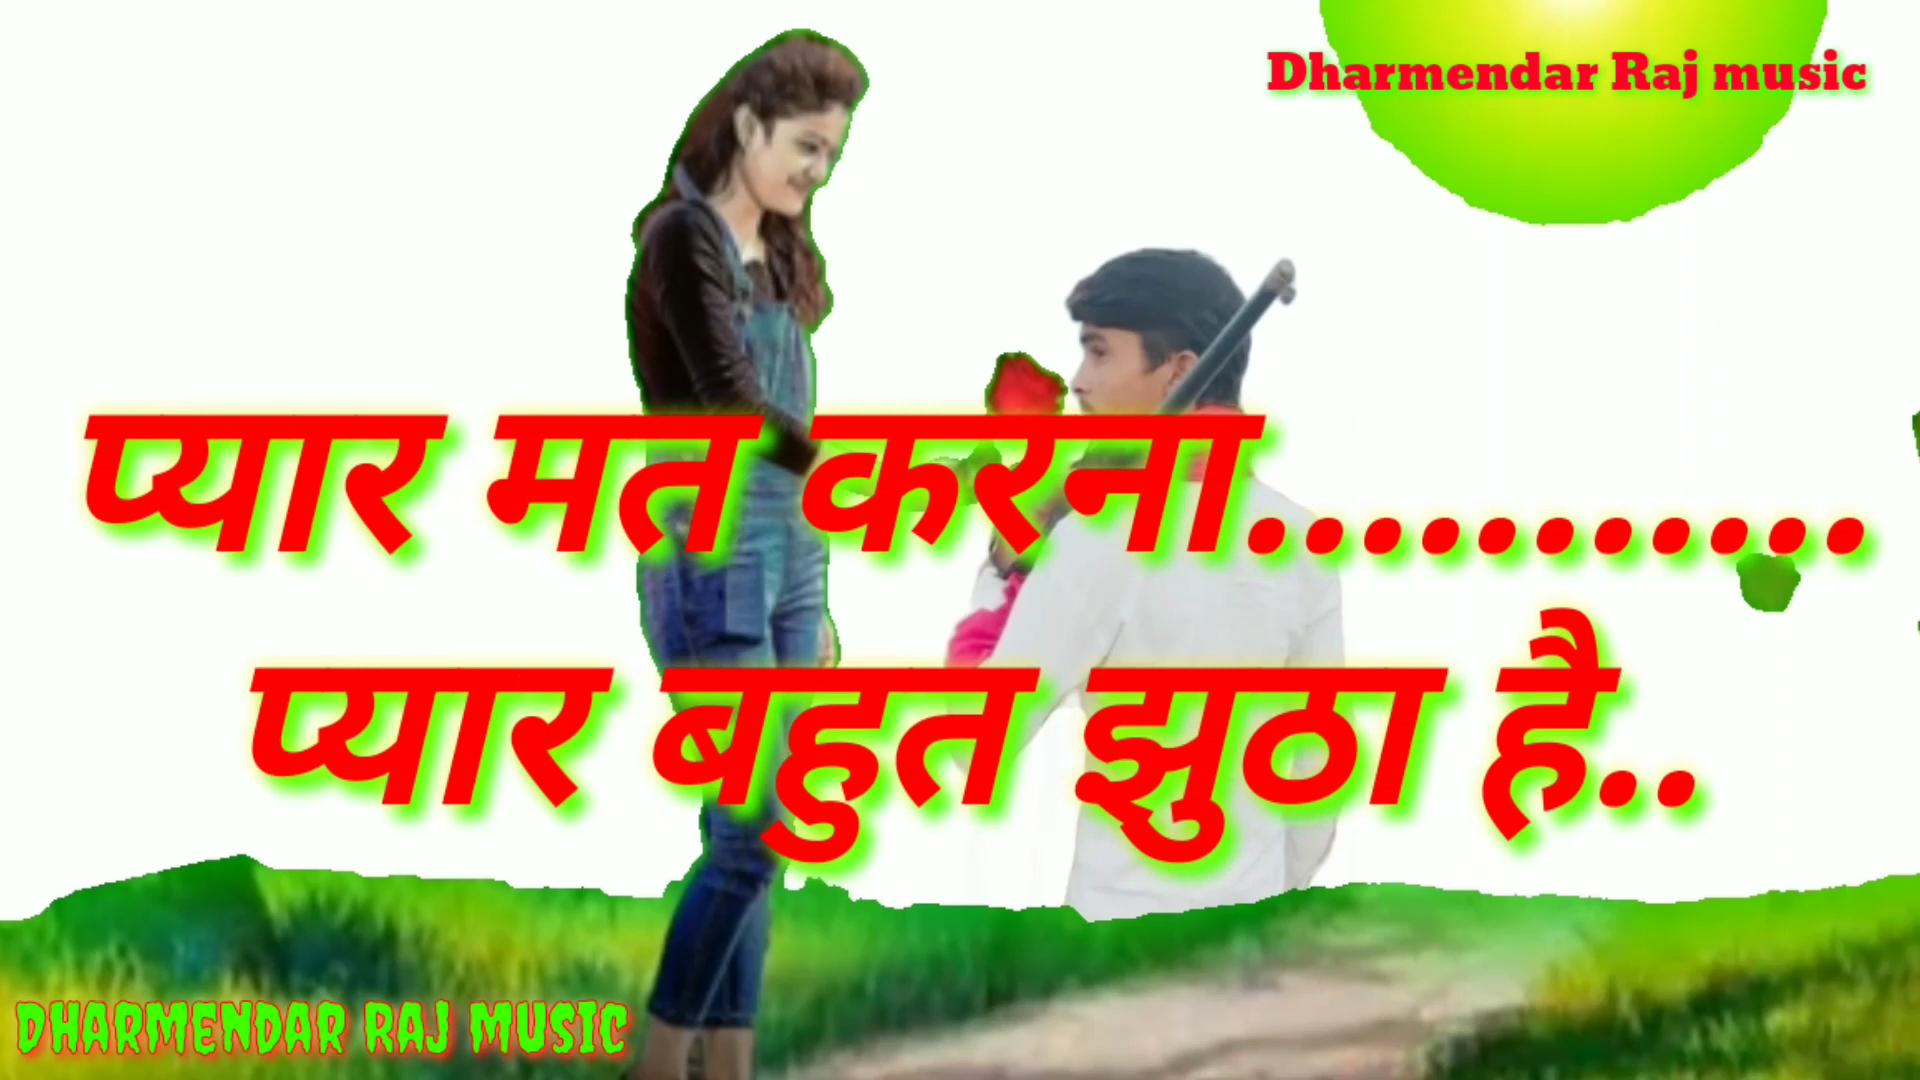 Dharmendar Raj music
प्यार मत करना...........
प्यार बहुत झुठा है..
DHARMENDAR RAJ MUSIC